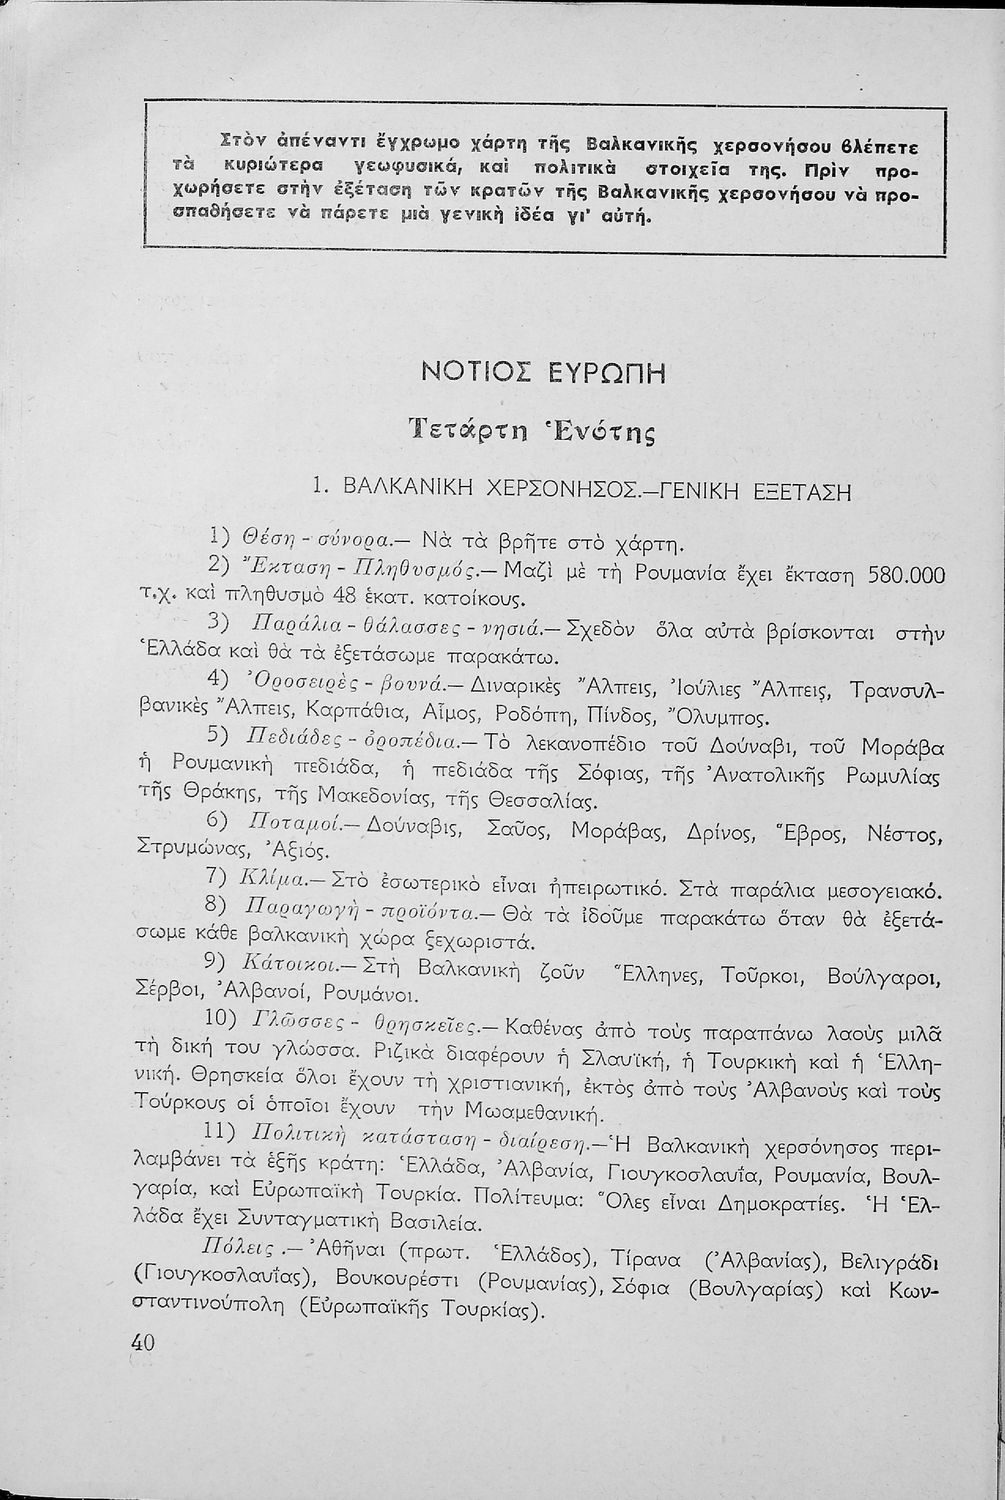 Στὸν ἀπέναντι ἔγχρωμο χάρτη τῆς Βαλκανικῆς χερσονήσου βλέπετε
τὰ κυριώτερα γεωφυσικά, καὶ πολιτικὰ στοιχεῖα της. Πρὶν προ-
χωρήσετε στὴν ἐξέταση τῶν κρατῶν τῆς Βαλκανικῆς χερσονήσου νὰ προ-
σπαθήσετε νὰ πάρετε μιὰ γενικὴ ἰδέα γι' αὐτή.
ΝΟΤΙΟΣ ΕΥΡΩΠΗ
Τετάρτη Ἑνότης
1. ΒΑΛΚΑΝΙΚΗ ΧΕΡΣΟΝΗΣΟΣ.—ΓΕΝΙΚΗ ΕΞΕΤΑΣΗ
1) Θέση - σύνορα.— Νὰ τὰ βρῆτε στὸ χάρτη.
2) Ἔκταση - Πληθυσμός.— Μαζὶ μὲ τὴ Ρουμανία ἔχει ἔκταση 580.000
τ.χ. καὶ πληθυσμὸ 48 ἑκατ. κατοίκους.
3) Παράλια - θάλασσες - νησιά.— Σχεδὸν ὅλα αὐτὰ βρίσκονται στὴν
Ἑλλάδα καὶ θὰ τὰ ἐξετάσωμε παρακάτω.
4) Ὀροσειρὲς - βουνά.— Διναρικὲς Ἄλπεις, Ἰούλιες Ἄλπεις, Τρανσυλ-
βανικὲς Ἄλπεις, Καρπάθια, Αἷμος, Ροδόπη, Πίνδος, Ὄλυμπος.
5) Πεδιάδες - ὀροπέδια.— Τὸ λεκανοπέδιο τοῦ Δούναβι, τοῦ Μοράβα
ἡ Ρουμανικὴ πεδιάδα, ἡ πεδιάδα τῆς Σόφιας, τῆς Ἀνατολικῆς Ρωμυλίας
τῆς Θράκης, τῆς Μακεδονίας, τῆς Θεσσαλίας.
6) Ποταμοί.— Δούναβις, Σαῦος, Μοράβας, Δρίνος, Ἔβρος, Νέστος,
Στρυμώνας, Ἀξιός.
7) Κλίμα.— Στὸ ἐσωτερικὸ εἶναι ἠπειρωτικό. Στὰ παράλια μεσογειακό.
8) Παραγωγὴ - προϊόντα.— Θὰ τὰ ἰδοῦμε παρακάτω ὅταν θὰ ἐξετά-
σωμε κάθε βαλκανικὴ χώρα ξεχωριστά.
9) Κάτοικοι.— Στὴ Βαλκανικὴ ζοῦν Ἕλληνες, Τοῦρκοι, Βούλγαροι,
Σέρβοι, Ἀλβανοί, Ρουμάνοι.
10) Γλῶσσες - θρησκεῖες.— Καθένας ἀπὸ τοὺς παραπάνω λαοὺς μιλᾶ
τὴ δική του γλώσσα. Ριζικὰ διαφέρουν ἡ Σλαυϊκή, ἡ Τουρκικὴ καὶ ἡ Ἑλλη-
νική. Θρησκεία ὅλοι ἔχουν τὴ χριστιανική, ἐκτὸς ἀπὸ τοὺς Ἀλβανοὺς καὶ τοὺς
Τούρκους οἱ ὁποῖοι ἔχουν τὴν Μωαμεθανική.
11) Πολιτικὴ κατάσταση - διαίρεση.—Ἡ Βαλκανικὴ χερσόνησος περι-
λαμβάνει τὰ ἑξῆς κράτη: Ἑλλάδα, Ἀλβανία, Γιουγκοσλαυΐα, Ρουμανία, Βουλ-
γαρία, καὶ Εὐρωπαϊκὴ Τουρκία. Πολίτευμα: Ὅλες εἶναι Δημοκρατίες. Ἡ Ἑλ-
λάδα ἔχει Συνταγματικὴ Βασιλεία.
Πόλεις .— Ἀθῆναι (πρωτ. Ἑλλάδος), Τίρανα (Ἀλβανίας), Βελιγράδι
(Γιουγκοσλαυΐας), Βουκουρέστι (Ρουμανίας), Σόφια (Βουλγαρίας) καὶ Κων-
σταντινούπολη (Εὐρωπαϊκῆς Τουρκίας).
40